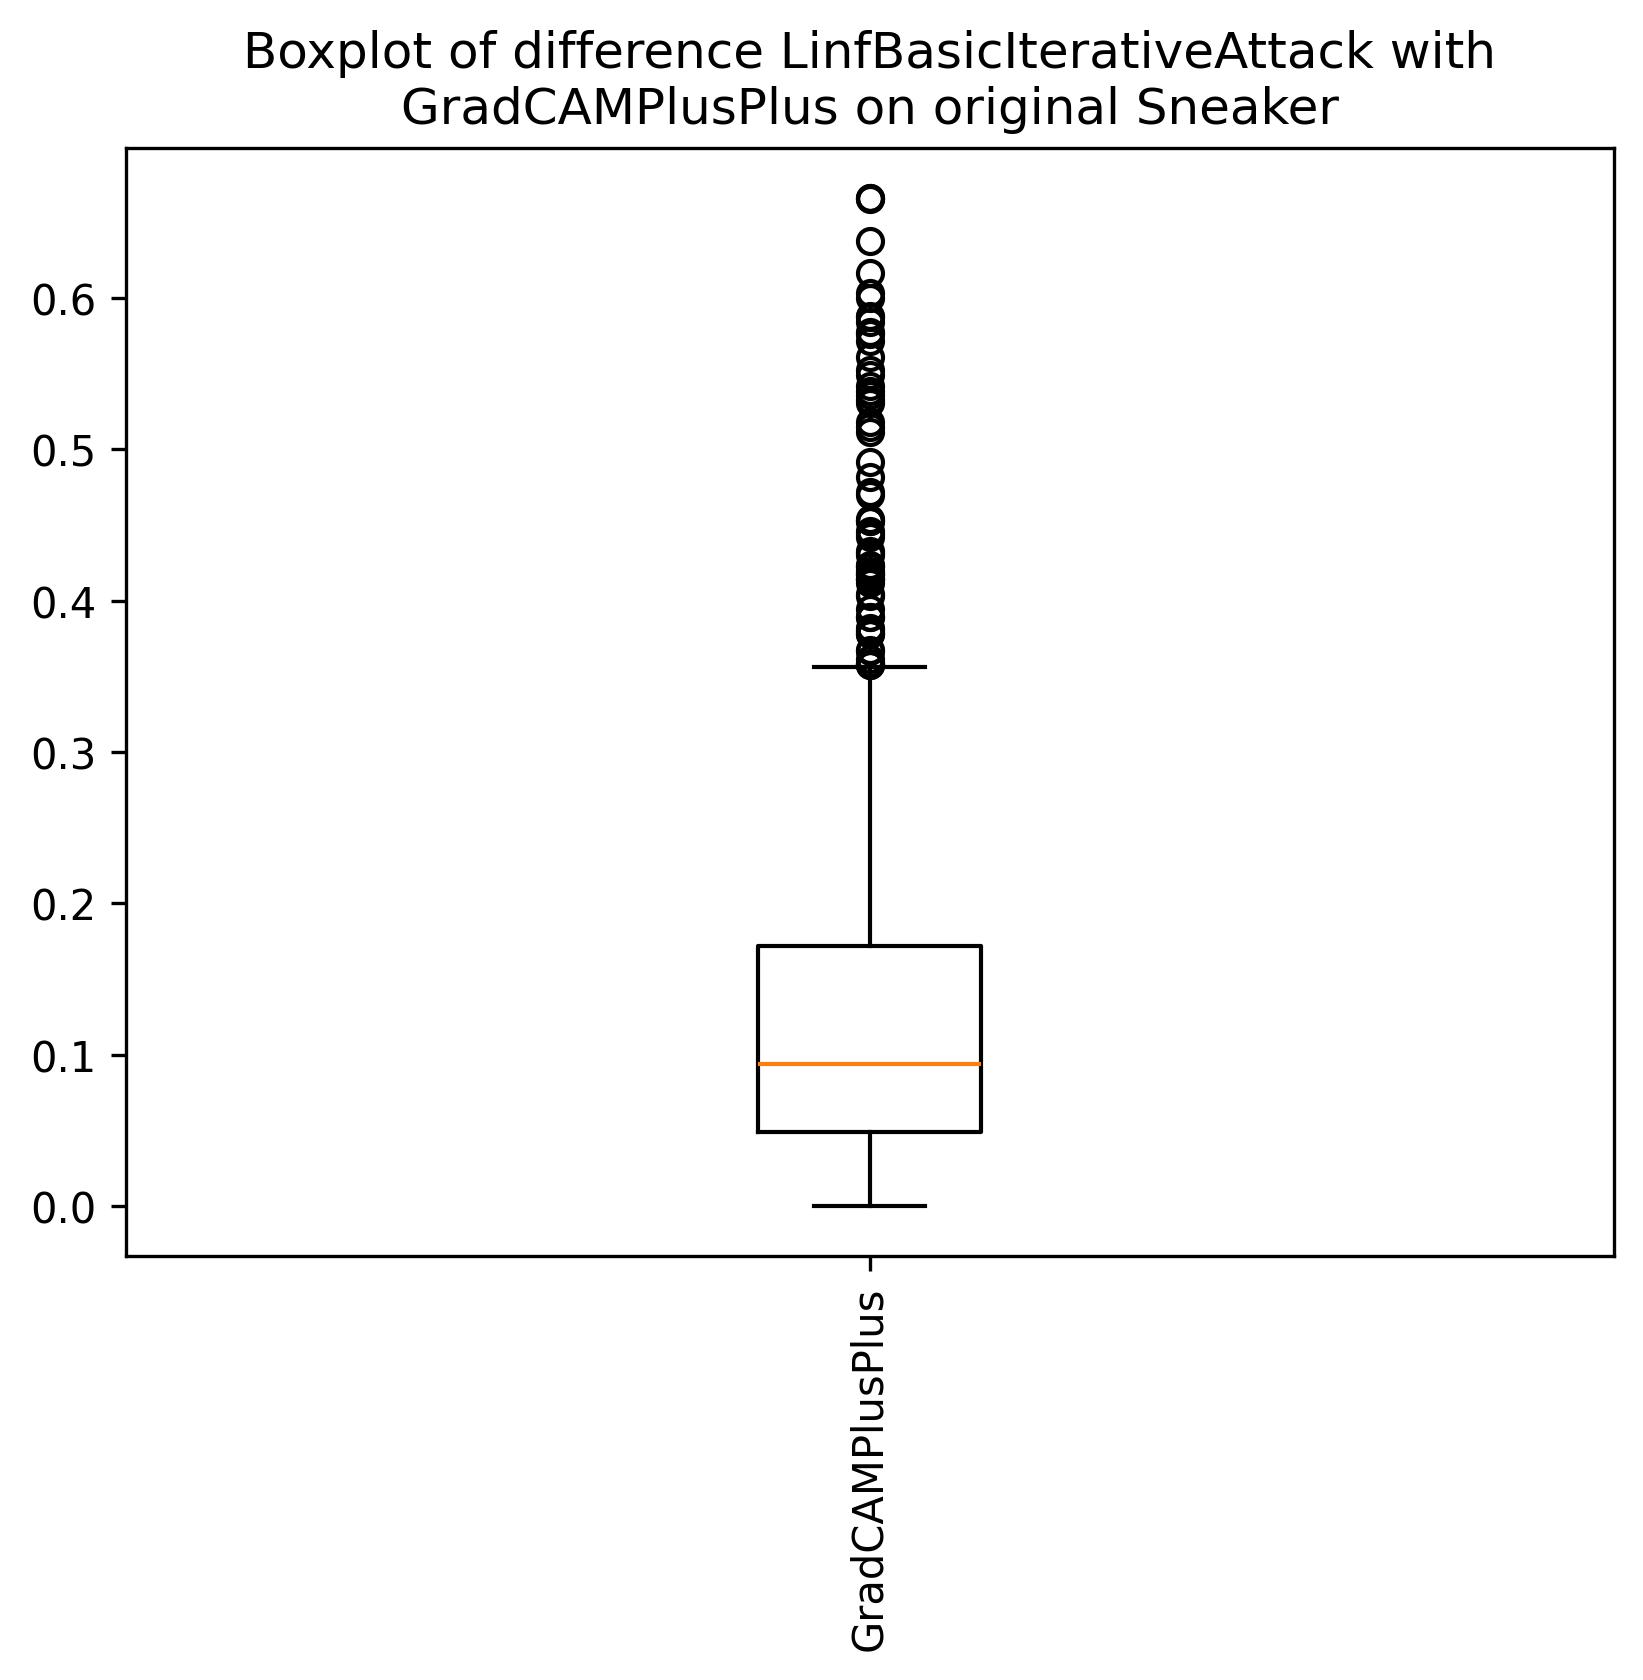 Boxplot of difference LinfBasicIterativeAttack with
GradCAMPlusPlus on original Sneaker
0.6
0.5
0.4
0.3
0.2
0.1
0.0
GradCAMPlusPlus